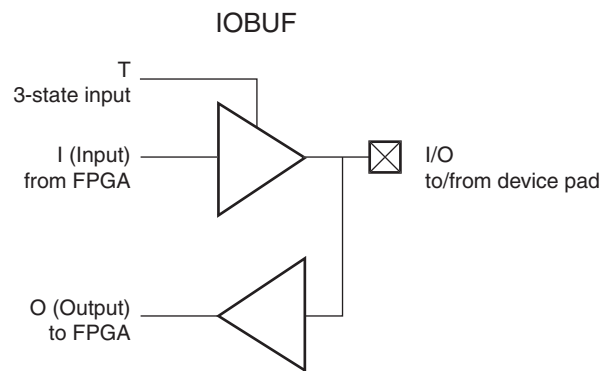 IOBUF
T
3-state input
I (Input)
from FPGA
I/O
to/from device pad
O (Output)
to FPGA